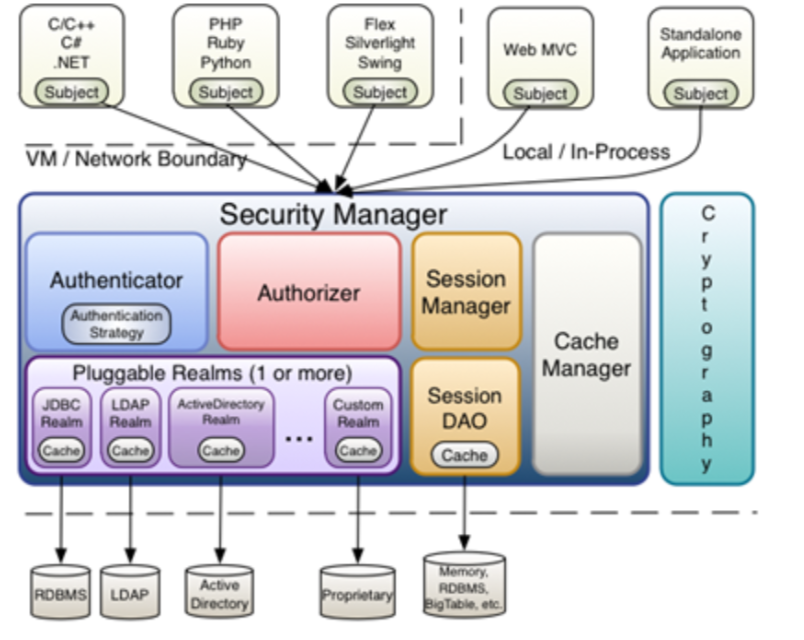 C/C++
C#
.NET
Subject
PHP
Ruby
Python
Subject
Flex
Silverlight
Swing
Subject
Web MVC
Subject
Standalone
Application
Subject
VM / Network Boundary
Local / In-Process
Security Manager
Authenticator
Authentication
Strategy
Authorizer
Session
Manager
Cache
Manager
Cryptography
Pluggable Realms (1 or more)
JDBC
Realm
Cache
LDAP
Realm
Cache
ActiveDirectory
Realm
Cache
...
Custom
Realm
Cache
Session
DAO
Cache
RDBMS
LDAP
Active
Directory
Proprietary
Memory,
RDBMS,
BigTable, etc.